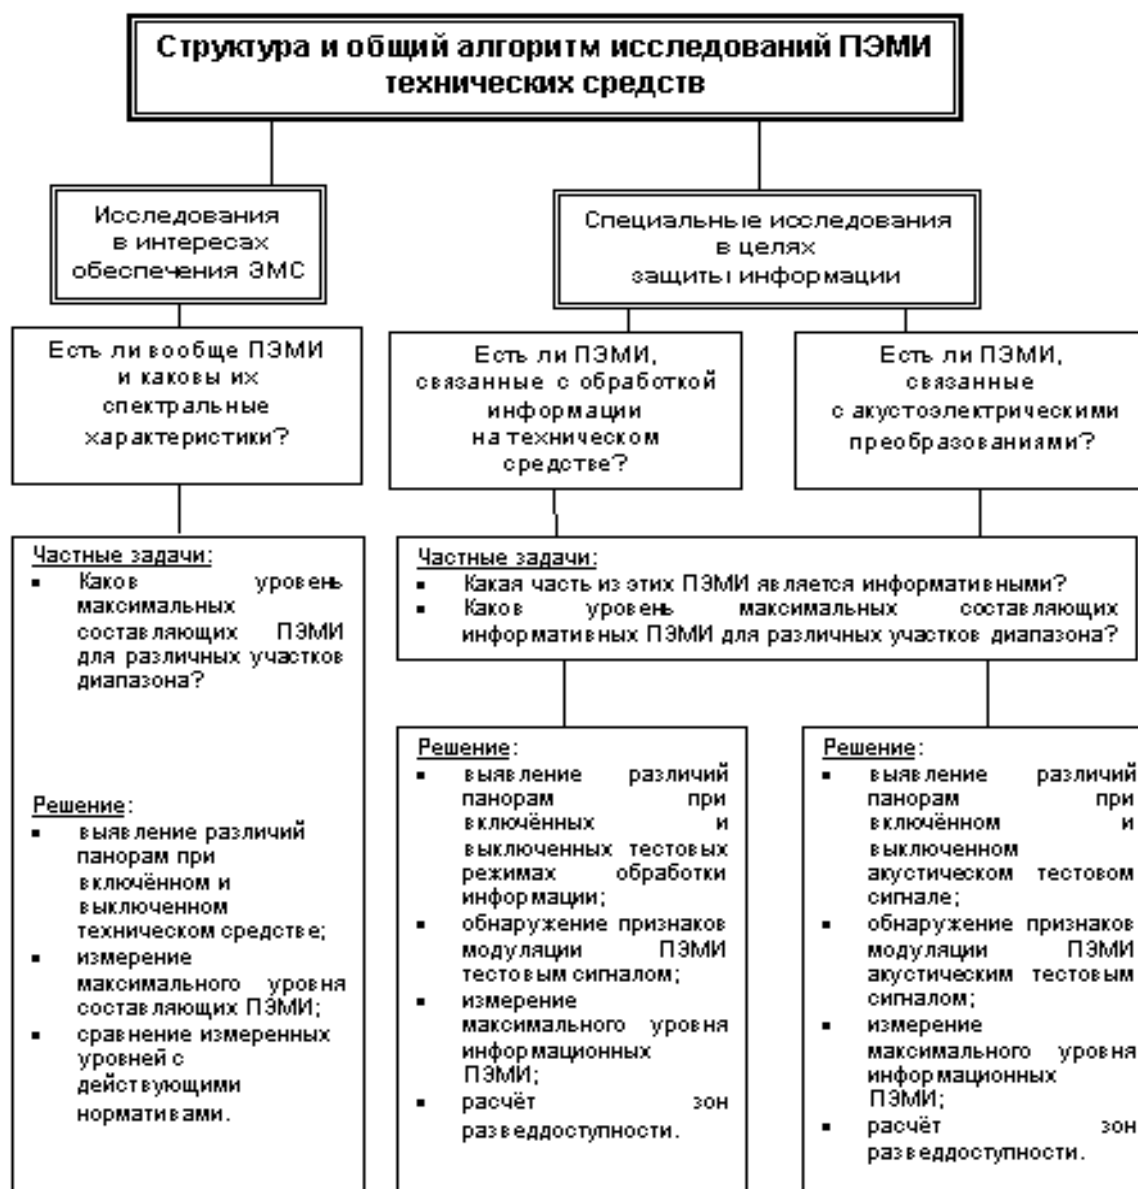 Структура и общий алгоритм исследований ПЭМИ
технических средств
Исследования
в интересах
обеспечения ЭМС
Специальные исследования
в целях
защиты информации
Есть ли вообще ПЭМИ
и каковы их
спектральные
характеристики?
Есть ли ПЭМИ,
связанные с обработкой
информации
на техническом
средстве?
Есть ли ПЭМИ,
связанные
с акустоэлектрическими
преобразованиями?
Частные задачи:
▪ Каков уровень
максимальных
составляющих ПЭМИ
для различных участков
диапазона?
Решение:
▪ выявление различий
панорам при
включённом и
выключенном
техническом средстве;
▪ измерение
максимального уровня
составляющих ПЭМИ;
▪ сравнение измеренных
уровней с
действующими
нормативами.
Частные задачи:
▪ Какая часть из этих ПЭМИ является информативными?
▪ Каков уровень максимальных составляющих
информативных ПЭМИ для различных участков диапазона?
Решение:
▪ выявление различий
панорам при
включённых и
выключенных тестовых
режимах обработки
информации;
▪ обнаружение признаков
модуляции ПЭМИ
тестовым сигналом;
▪ измерение
максимального уровня
информационных
ПЭМИ;
▪ расчёт зон
разведдоступности.
Решение:
▪ выявление различий
панорам при
включённом и
выключенном
акустическом тестовом
сигнале;
▪ обнаружение признаков
модуляции ПЭМИ
акустическим тестовым
сигналом;
▪ измерение
максимального уровня
информационных
ПЭМИ;
▪ расчёт зон
разведдоступности.